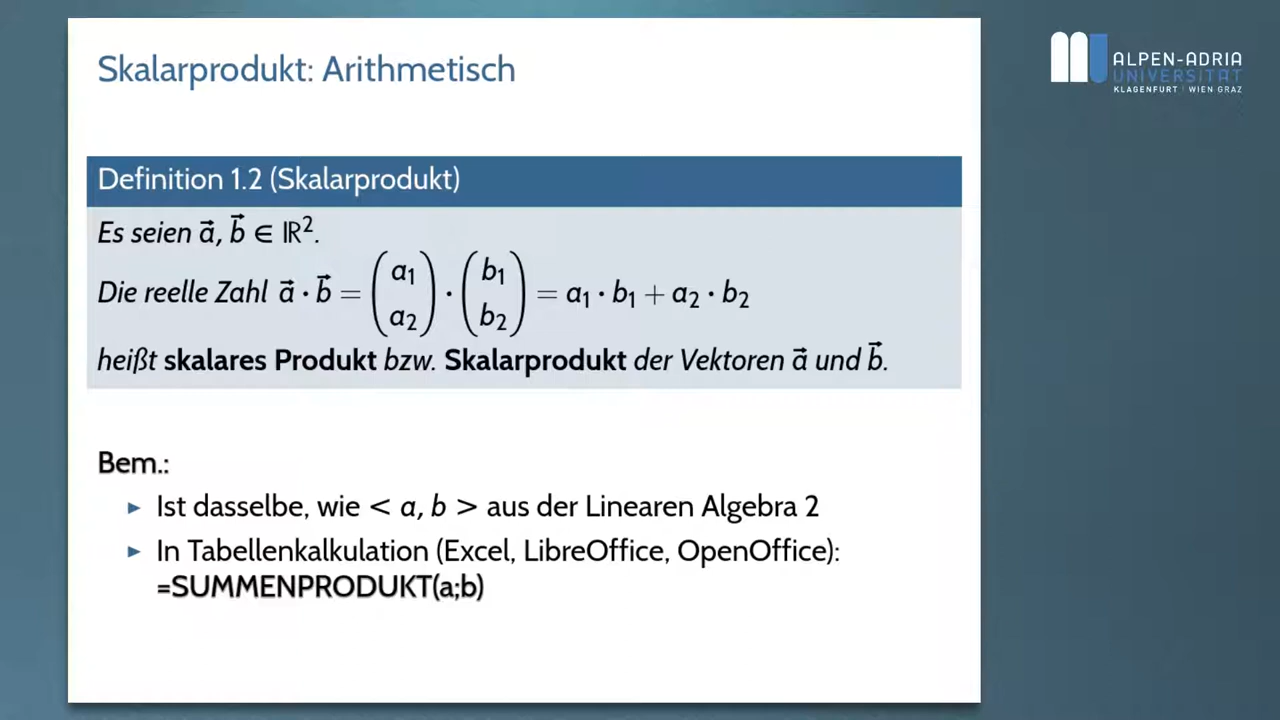 Skalarprodukt: Arithmetisch
ALPEN-ADRIA
UNIVERSITÄT
KLAGENFURT | WIEN GRAZ
Definition 1.2 (Skalarprodukt)
Es seien a⃗, b⃗ ∈ ℝ².
Die reelle Zahl a⃗ · b⃗ = (a₁ a₂) · (b₁ b₂) = a₁ · b₁ + a₂ · b₂
heißt skalares Produkt bzw. Skalarprodukt der Vektoren a⃗ und b⃗.
Bem.:
► Ist dasselbe, wie < a, b > aus der Linearen Algebra 2
► In Tabellenkalkulation (Excel, LibreOffice, OpenOffice):
=SUMMENPRODUKT(a;b)